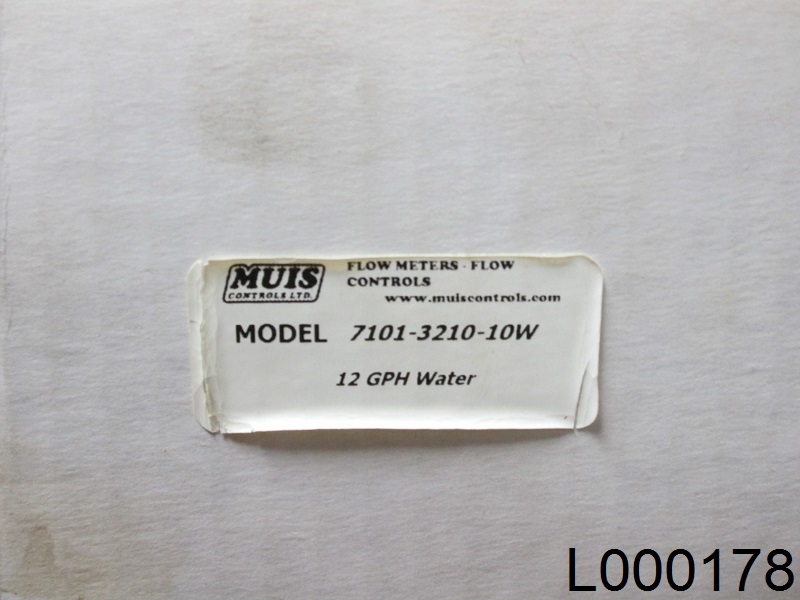 MUIS
CONTROLS LTD.
FLOW METERS - FLOW
CONTROLS
www.muiscontrols.com
MODEL 7101-3210-10W
12 GPH Water
L000178